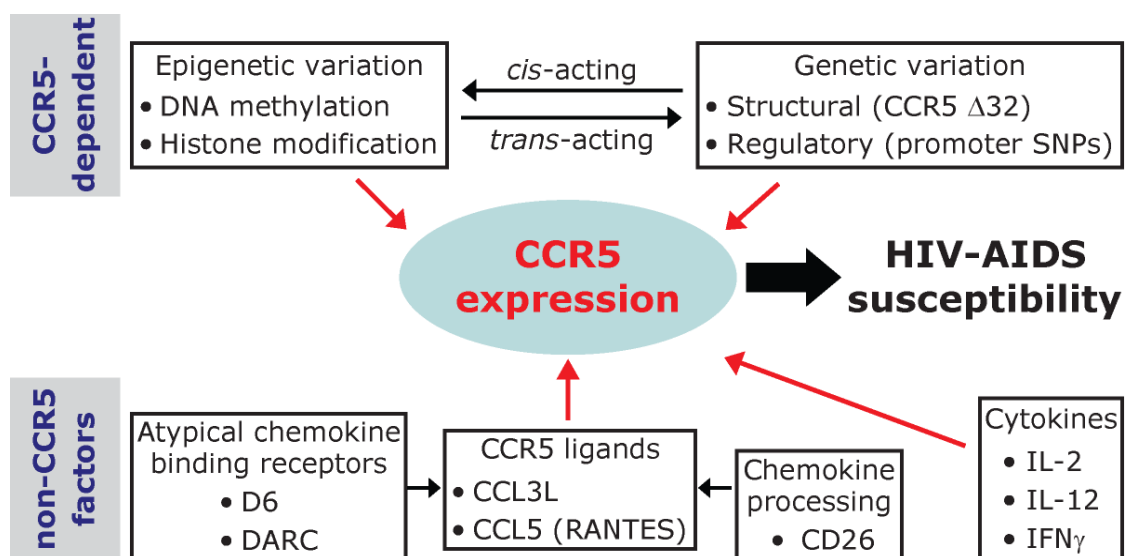 CCR5-
dependent
Epigenetic variation
• DNA methylation
• Histone modification
cis-acting
trans-acting
Genetic variation
• Structural (CCR5 Δ32)
• Regulatory (promoter SNPs)
CCR5
expression
HIV-AIDS
susceptibility
non-CCR5
factors
Atypical chemokine
binding receptors
• D6
• DARC
CCR5 ligands
• CCL3L
• CCL5 (RANTES)
Chemokine
processing
• CD26
Cytokines
• IL-2
• IL-12
• IFNγ